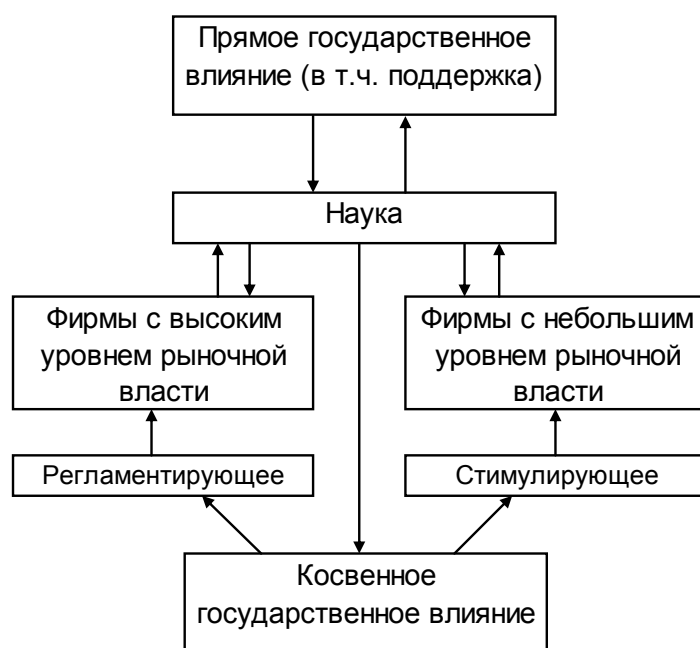 Прямое государственное
влияние (в т.ч. поддержка)
Наука
Фирмы с высоким
уровнем рыночной
власти
Фирмы с небольшим
уровнем рыночной
власти
Регламентирующее
Стимулирующее
Косвенное
государственное влияние